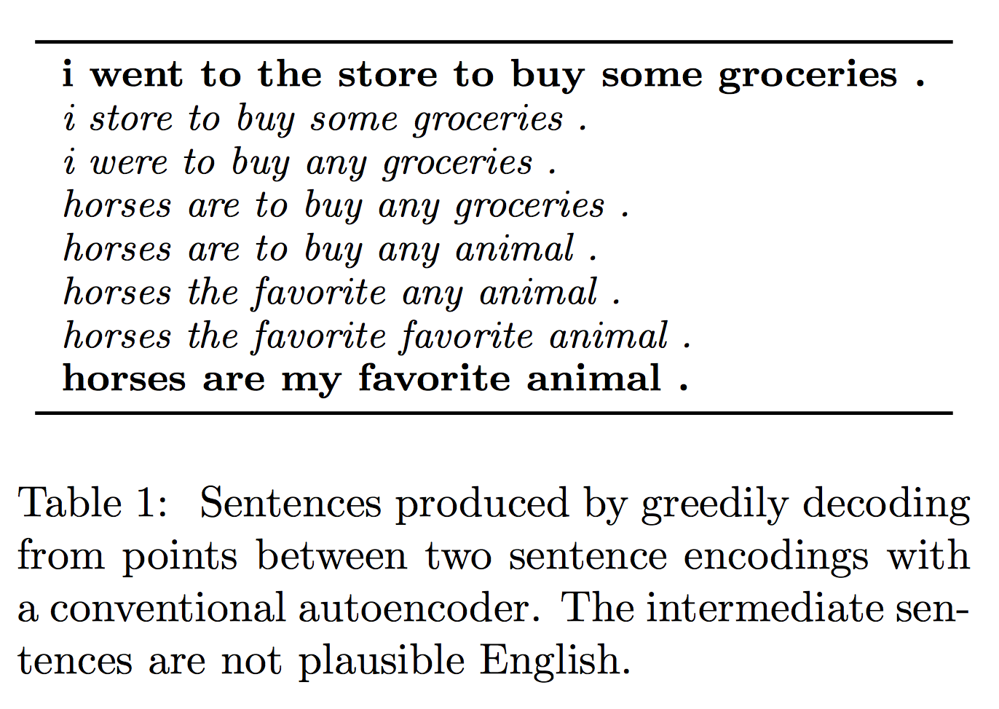 i went to the store to buy some groceries .
i store to buy some groceries .
i were to buy any groceries .
horses are to buy any groceries .
horses are to buy any animal .
horses the favorite any animal .
horses the favorite favorite animal .
horses are my favorite animal .
Table 1: Sentences produced by greedily decoding
from points between two sentence encodings with
a conventional autoencoder. The intermediate sen-
tences are not plausible English.